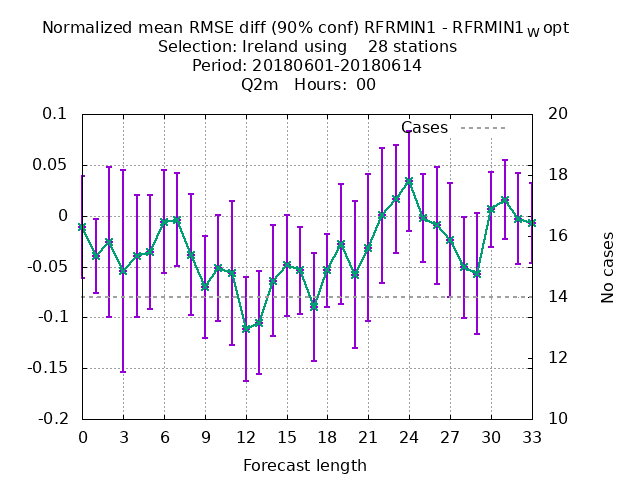 Normalized mean RMSE diff (90% conf) RFRMIN1 - RFRMIN1_W opt
Selection: Ireland using    28 stations
Period: 20180601-20180614
Q2m   Hours:  00
0.1
0.05
0
-0.05
-0.1
-0.15
-0.2
Cases
20
18
16
14
12
10
No cases
0 3 6 9 12 15 18 21 24 27 30 33
Forecast length